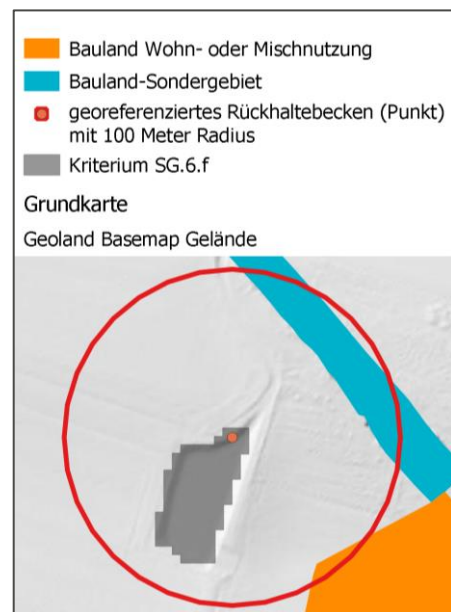 Bauland Wohn- oder Mischnutzung
Bauland-Sondergebiet
georeferenziertes Rückhaltebecken (Punkt)
mit 100 Meter Radius
Kriterium SG.6.f
Grundkarte
Geoland Basemap Gelände